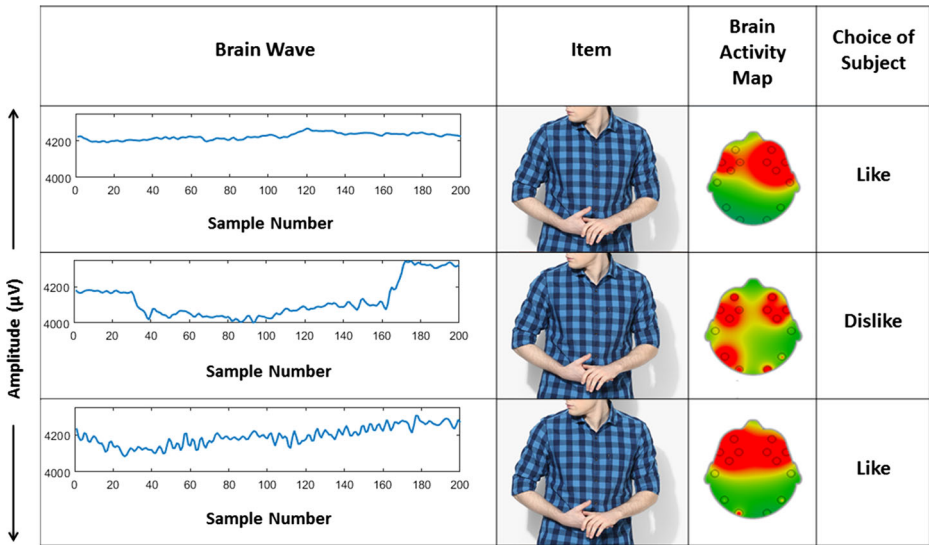 Brain Wave
Item
Brain
Activity
Map
Choice of
Subject
Amplitude (µV)
4200
4000
0 20 40 60 80 100 120 140 160 180 200
Sample Number
Like
4200
4000
0 20 40 60 80 100 120 140 160 180 200
Sample Number
Dislike
4200
4000
0 20 40 60 80 100 120 140 160 180 200
Sample Number
Like